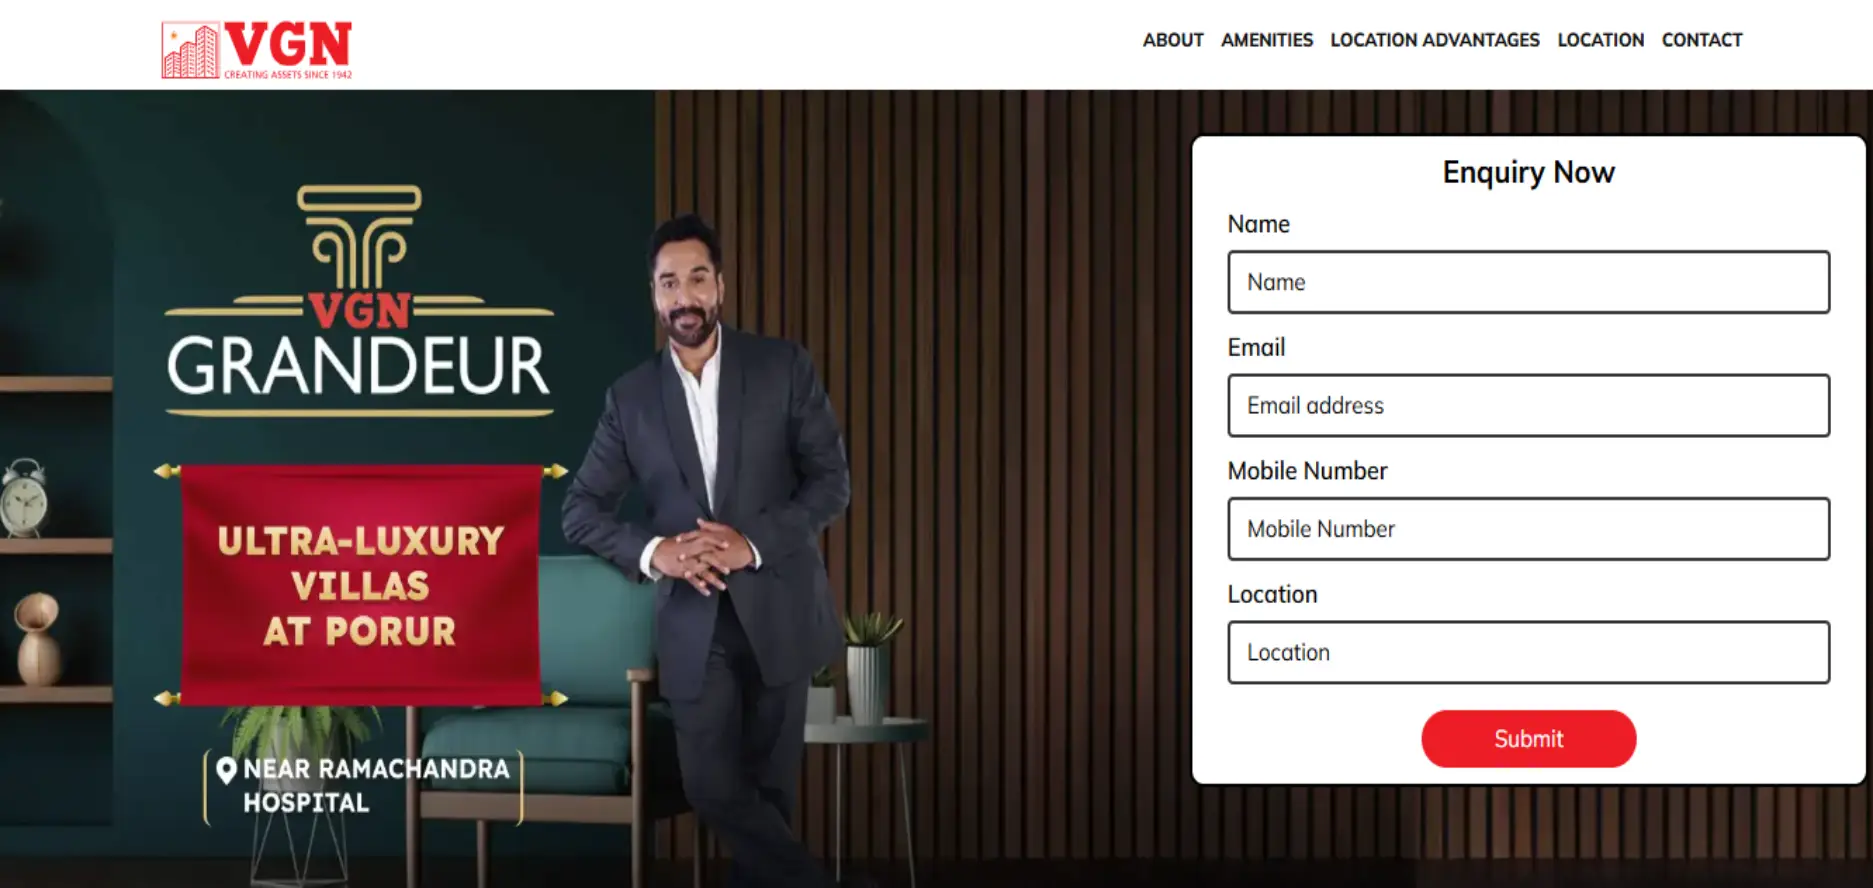 VGN
CREATING ASSETS SINCE 1942
ABOUT AMENITIES LOCATION ADVANTAGES LOCATION CONTACT
VGN
GRANDEUR
ULTRA-LUXURY
VILLAS
AT PORUR
NEAR RAMACHANDRA
HOSPITAL
Enquiry Now
Name
Name
Email
Email address
Mobile Number
Mobile Number
Location
Location
Submit